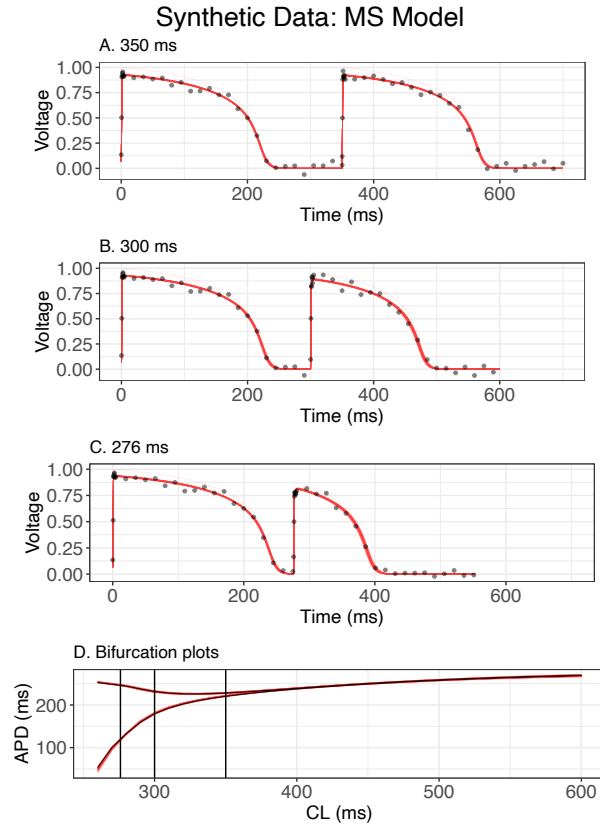 Synthetic Data: MS Model
A. 350 ms
1.00
0.75
0.50
0.25
0.00
Voltage
0 200 400 600
Time (ms)
B. 300 ms
1.00
0.75
0.50
0.25
0.00
Voltage
0 200 400 600
Time (ms)
C. 276 ms
1.00
0.75
0.50
0.25
0.00
Voltage
0 200 400 600
Time (ms)
D. Bifurcation plots
200
100
APD (ms)
300 400 500 600
CL (ms)